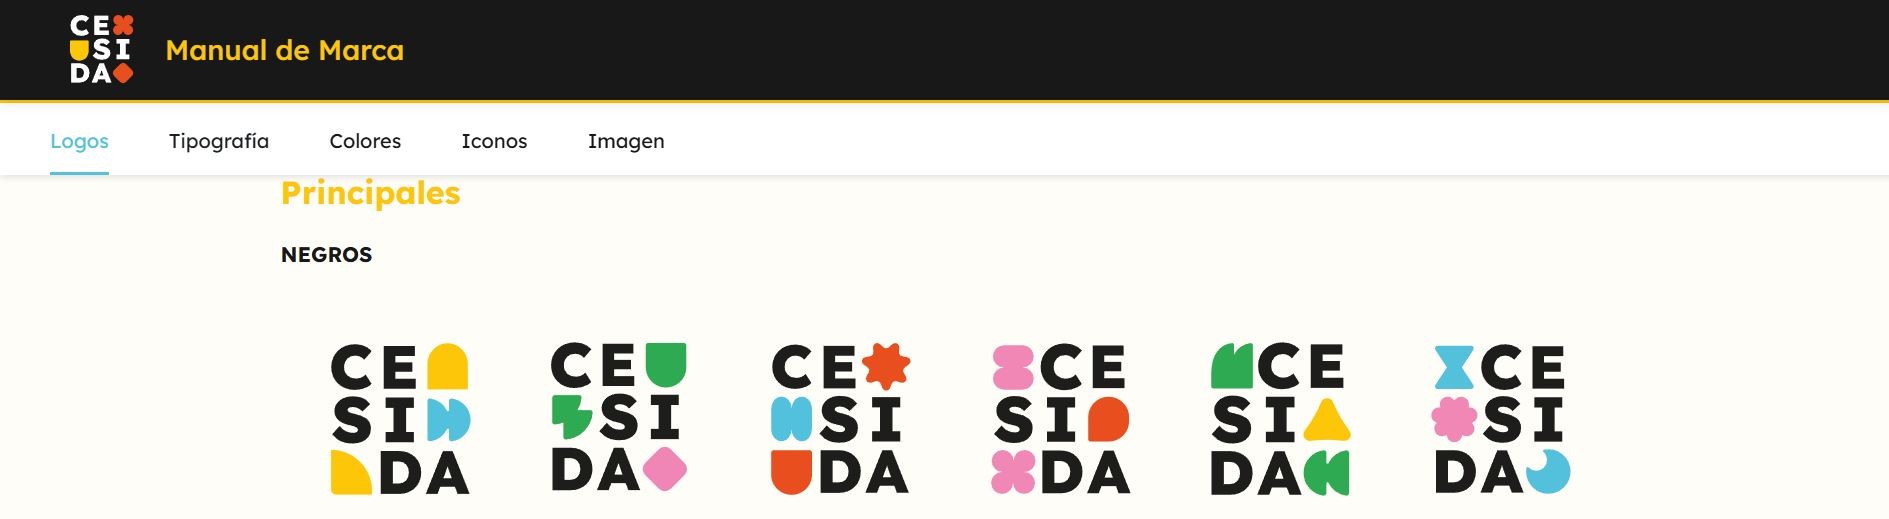 CE
SI
DA
Manual de Marca
Logos Tipografía Colores Iconos Imagen
Principales
NEGROS
CE CE CE CE CE CE
SI SI SI SI SI SI
DA DA DA DA DA DA